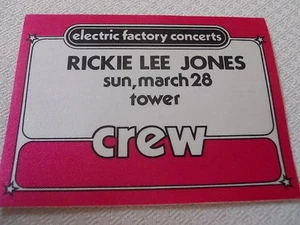 electric factory concerts
RICKIE LEE JONES
sun, march 28
tower
crew